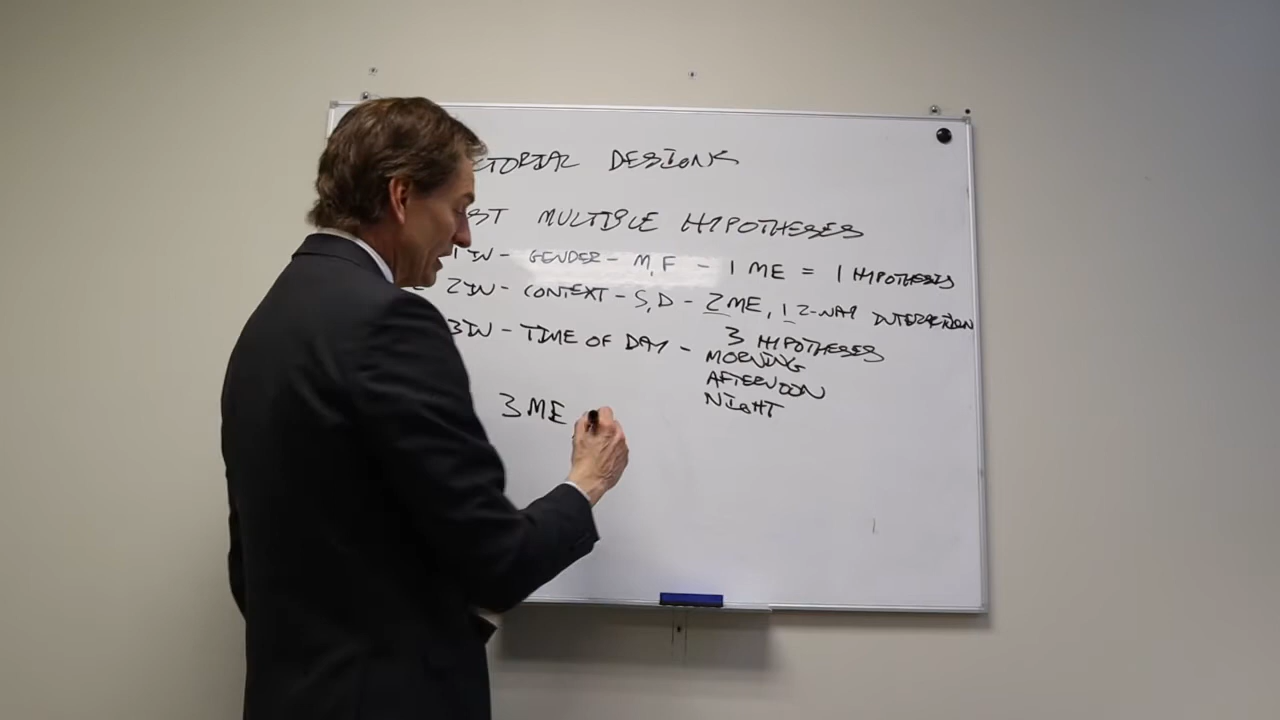 CTORIAL DESIGNS
ST MULTIPLE HYPOTHESES
1 IV - GENDER - M, F - 1 ME = 1 HYPOTHESIS
2 IV - CONTEXT - S, D - 2 ME, 1 2-WAY INTERACTION
3 HYPOTHESES
3 IV - TIME OF DAY - MORNING
AFTERNOON
NIGHT
3 ME